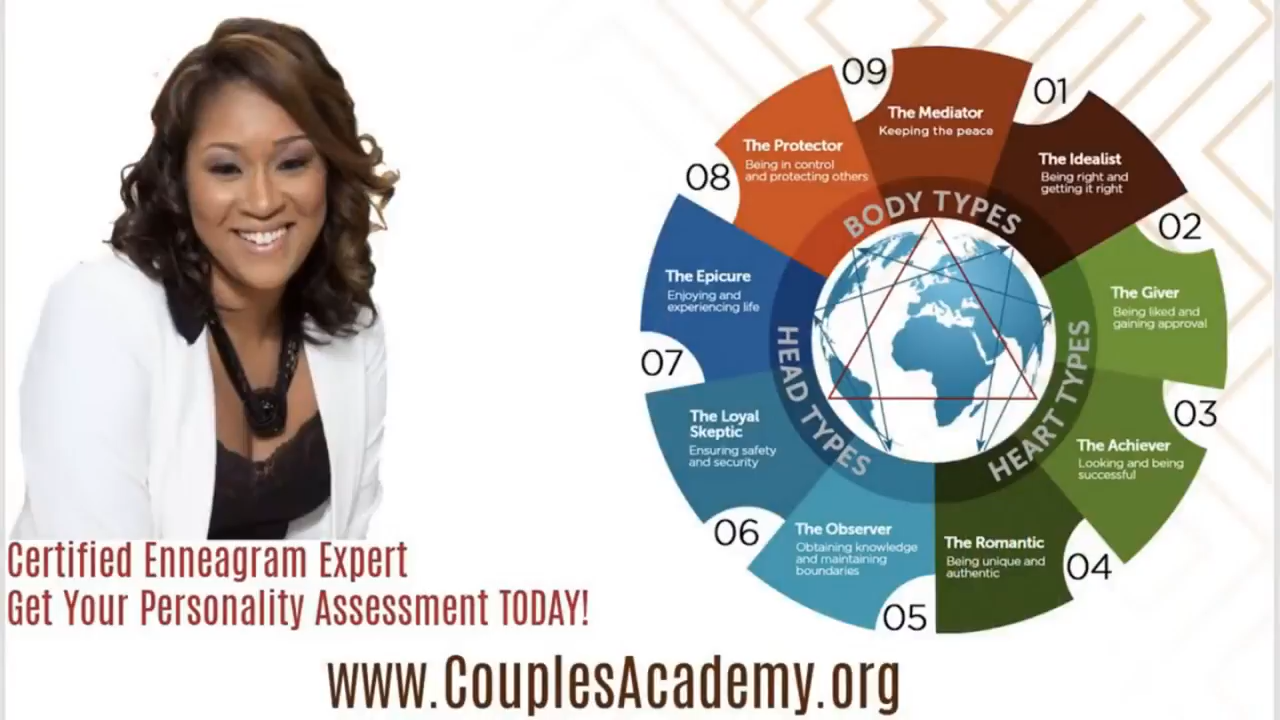 09
The Mediator
Keeping the peace
01
The Idealist
Being right and
getting it right
02
The Giver
Being liked and
gaining approval
03
The Achiever
Looking and being
successful
04
The Romantic
Being unique and
authentic
05
The Observer
Obtaining knowledge
and maintaining
boundaries
06
The Loyal
Skeptic
Ensuring safety
and security
07
The Epicure
Enjoying and
experiencing life
08
The Protector
Being in control
and protecting others
BODY TYPES
HEART TYPES
HEAD TYPES
Certified Enneagram Expert
Get Your Personality Assessment TODAY!
www.CouplesAcademy.org